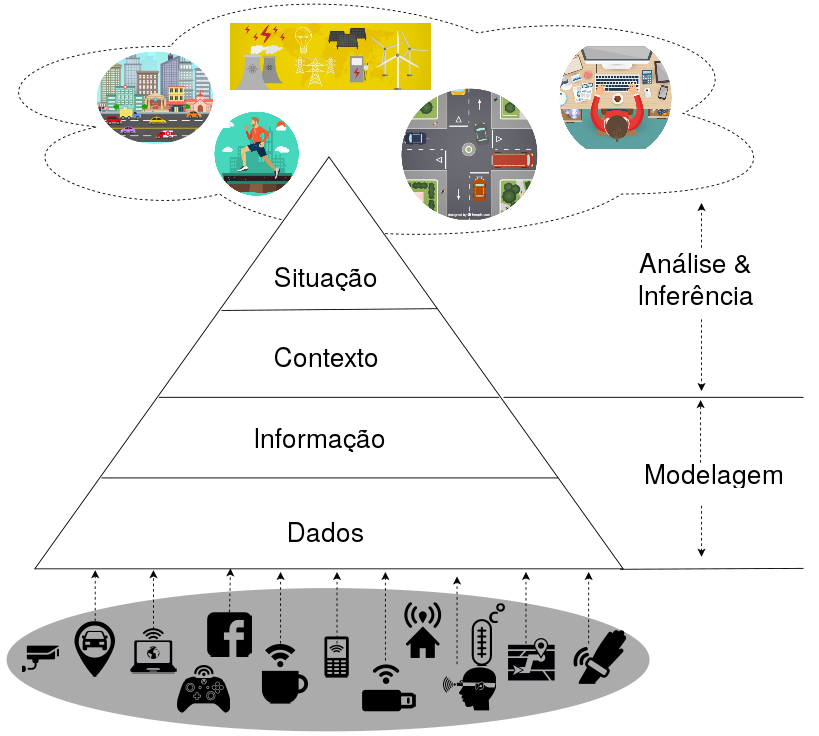 Situação
Análise &
Inferência
Contexto
Informação
Modelagem
Dados
f
c